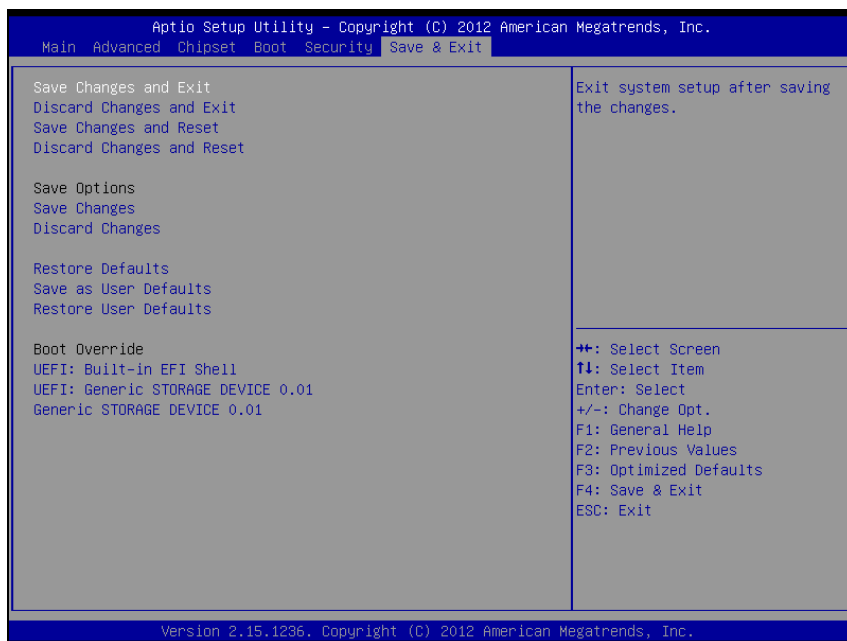 Aptio Setup Utility – Copyright (C) 2012 American Megatrends, Inc.
Main Advanced Chipset Boot Security Save & Exit
Save Changes and Exit
Discard Changes and Exit
Save Changes and Reset
Discard Changes and Reset
Save Options
Save Changes
Discard Changes
Restore Defaults
Save as User Defaults
Restore User Defaults
Boot Override
UEFI: Built-in EFI Shell
UEFI: Generic STORAGE DEVICE 0.01
Generic STORAGE DEVICE 0.01
Exit system setup after saving
the changes.
→←: Select Screen
↑↓: Select Item
Enter: Select
+/-: Change Opt.
F1: General Help
F2: Previous Values
F3: Optimized Defaults
F4: Save & Exit
ESC: Exit
Version 2.15.1236. Copyright (C) 2012 American Megatrends, Inc.